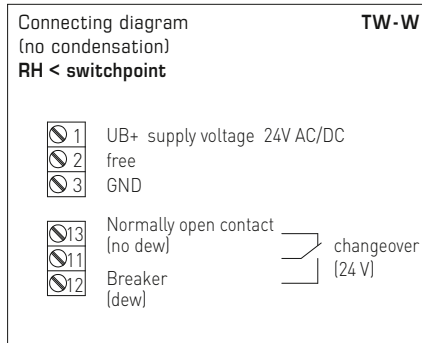 Connecting diagram TW-W
(no condensation)
RH < switchpoint
1 UB+ supply voltage 24V AC/DC
2 free
3 GND
13 Normally open contact
(no dew)
11
12 Breaker
(dew)
changeover
(24 V)